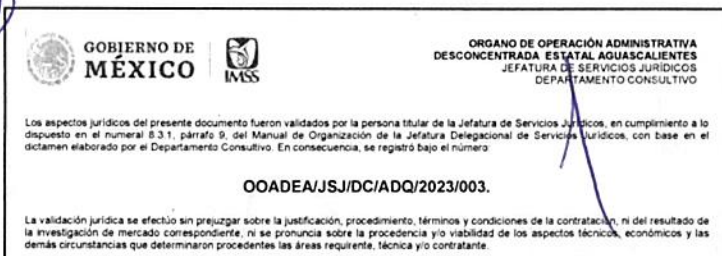 GOBIERNO DE
MÉXICO
IMSS
ORGANO DE OPERACIÓN ADMINISTRATIVA
DESCONCENTRADA ESTATAL AGUASCALIENTES
JEFATURA DE SERVICIOS JURÍDICOS
DEPARTAMENTO CONSULTIVO
Los aspectos jurídicos del presente documento fueron validados por la persona titular de la Jefatura de Servicios Jurídicos, en cumplimiento a lo
dispuesto en el numeral 8.3.1, párrafo 9, del Manual de Organización de la Jefatura Delegacional de Servicios Jurídicos, con base en el
dictamen elaborado por el Departamento Consultivo. En consecuencia, se registró bajo el número:
OOADEA/JSJ/DC/ADQ/2023/003.
La validación jurídica se efectúo sin prejuzgar sobre la justificación, procedimiento, términos y condiciones de la contratación, ni del resultado de
la investigación de mercado correspondiente, ni se pronuncia sobre la procedencia y/o viabilidad de los aspectos técnicos, económicos y las
demás circunstancias que determinaron procedentes las áreas requirente, técnica y/o contratante.